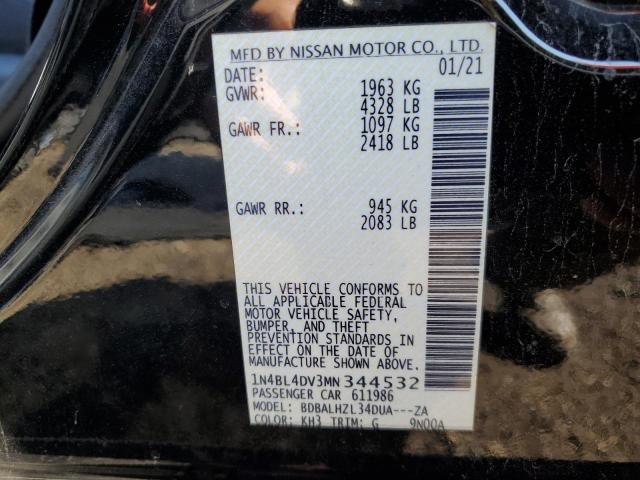 MFD BY NISSAN MOTOR CO., LTD.
DATE: 01/21
GVWR: 1963 KG
4328 LB
GAWR FR.: 1097 KG
2418 LB
GAWR RR.: 945 KG
2083 LB
THIS VEHICLE CONFORMS TO
ALL APPLICABLE FEDERAL
MOTOR VEHICLE SAFETY,
BUMPER, AND THEFT
PREVENTION STANDARDS IN
EFFECT ON THE DATE OF
MANUFACTURE SHOWN ABOVE.
1N4BL4DV3MN344532
PASSENGER CAR 611986
MODEL: BDBALHZL34DUA---ZA
COLOR: KH3 TRIM: G 9N00A